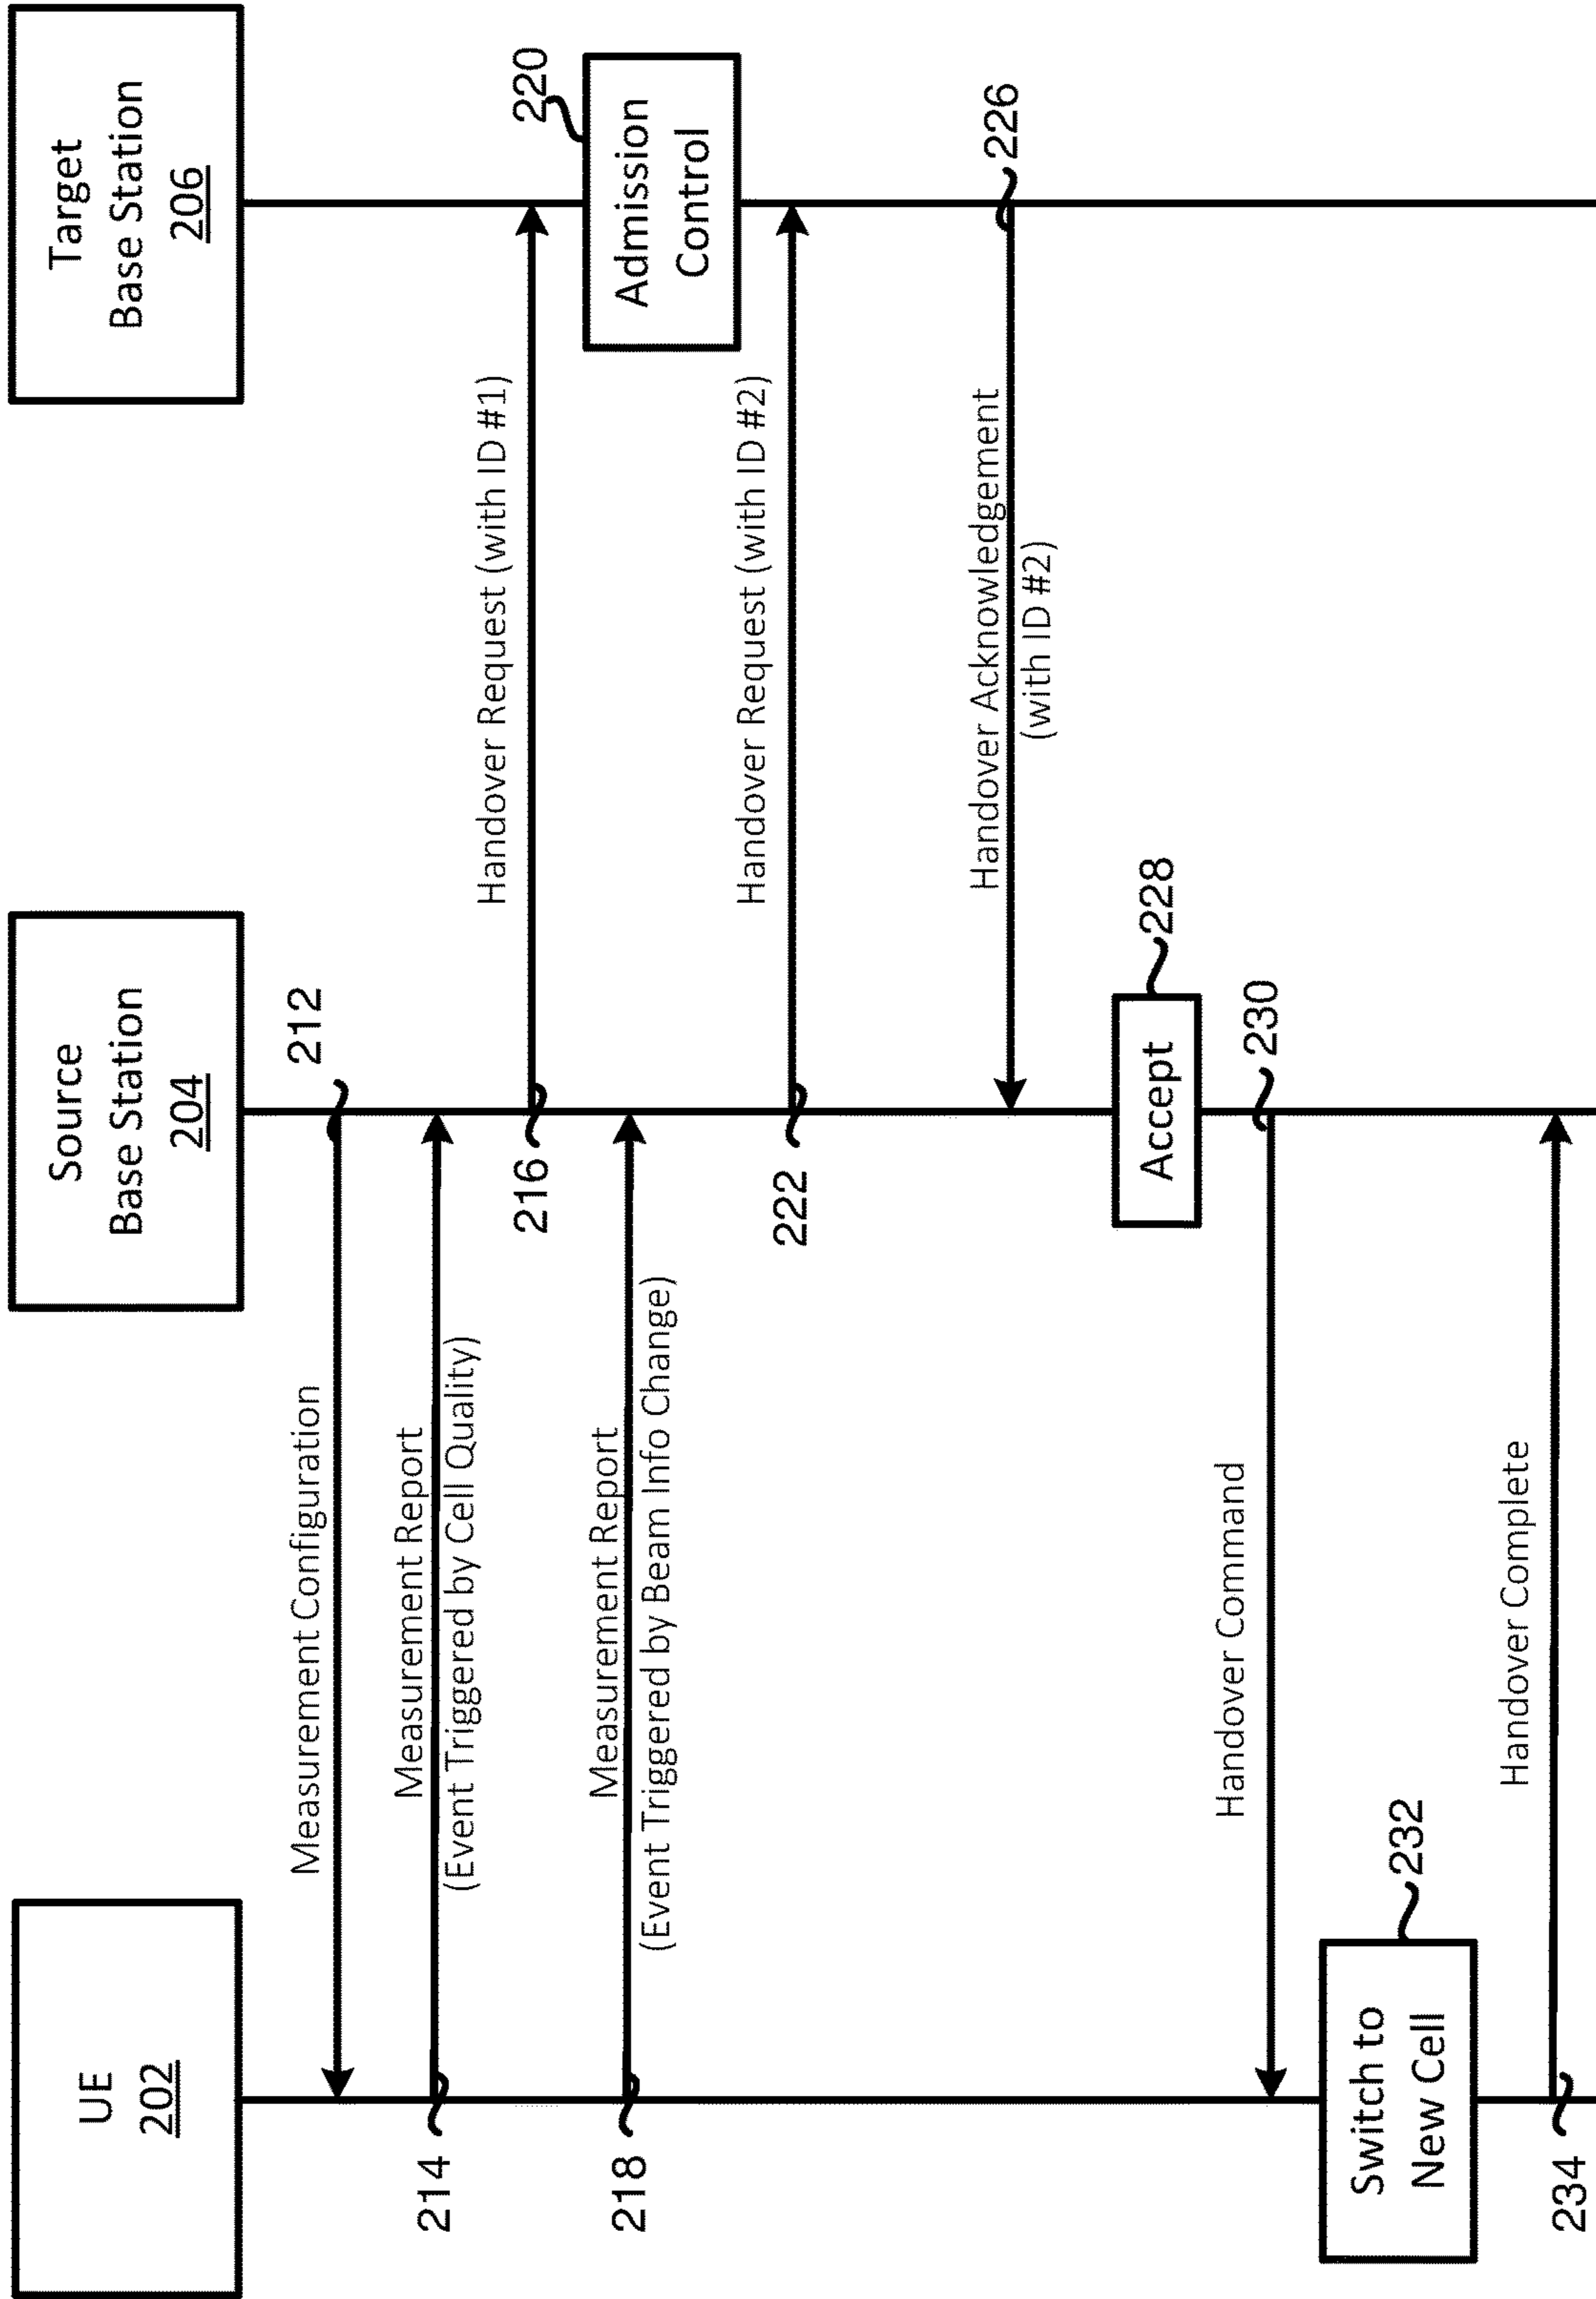 UE
202
Source
Base Station
204
Target
Base Station
206
212
Measurement Configuration
Measurement Report
(Event Triggered by Cell Quality)
214
Handover Request (with ID #1)
216
220
Admission
Control
Measurement Report
(Event Triggered by Beam Info Change)
218
Handover Request (with ID #2)
222
226
Handover Acknowledgement
(with ID #2)
Accept
228
230
Handover Command
Switch to
New Cell
232
Handover Complete
234